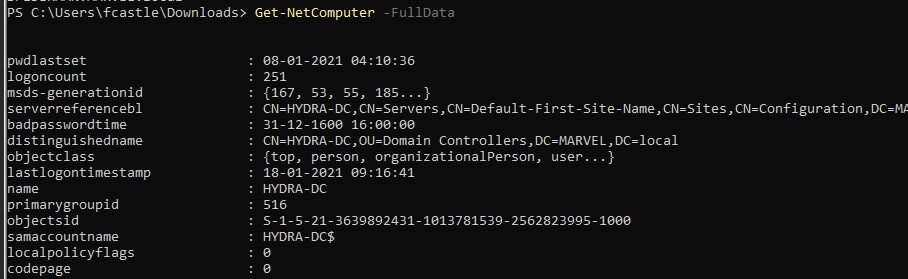 PS C:\Users\fcastle\Downloads> Get-NetComputer -FullData
pwdlastset : 08-01-2021 04:10:36
logoncount : 251
msds-generationid : {167, 53, 55, 185...}
serverreferencebl : CN=HYDRA-DC,CN=Servers,CN=Default-First-Site-Name,CN=Sites,CN=Configuration,DC=MA
badpasswordtime : 31-12-1600 16:00:00
distinguishedname : CN=HYDRA-DC,OU=Domain Controllers,DC=MARVEL,DC=local
objectclass : {top, person, organizationalPerson, user...}
lastlogontimestamp : 18-01-2021 09:16:41
name : HYDRA-DC
primarygroupid : 516
objectsid : S-1-5-21-3639892431-1013781539-2562823995-1000
samaccountname : HYDRA-DC$
localpolicyflags : 0
codepage : 0